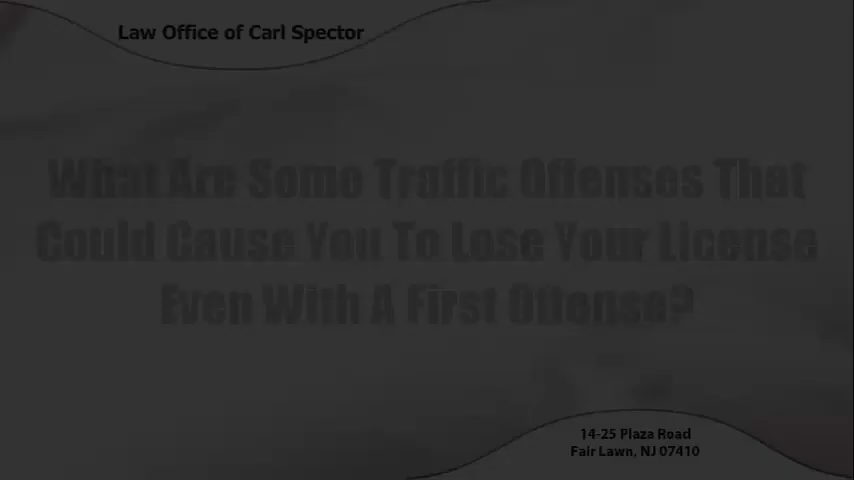 Law Office of Carl Spector
What Are Some Traffic Offenses That
Could Cause You To Lose Your License
Even With A First Offense?
14-25 Plaza Road
Fair Lawn, NJ 07410